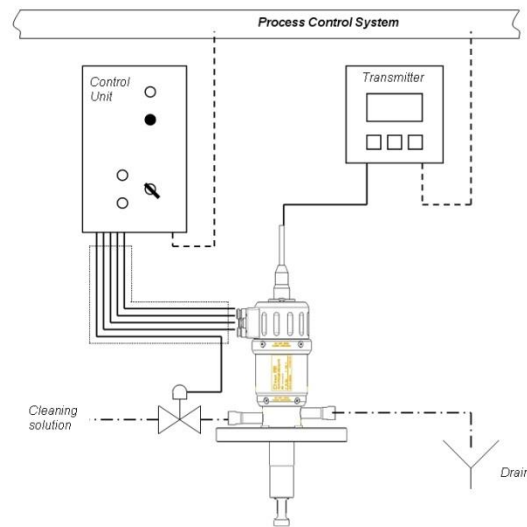 Process Control System
Control
Unit
Transmitter
Cleaning
solution
Drain